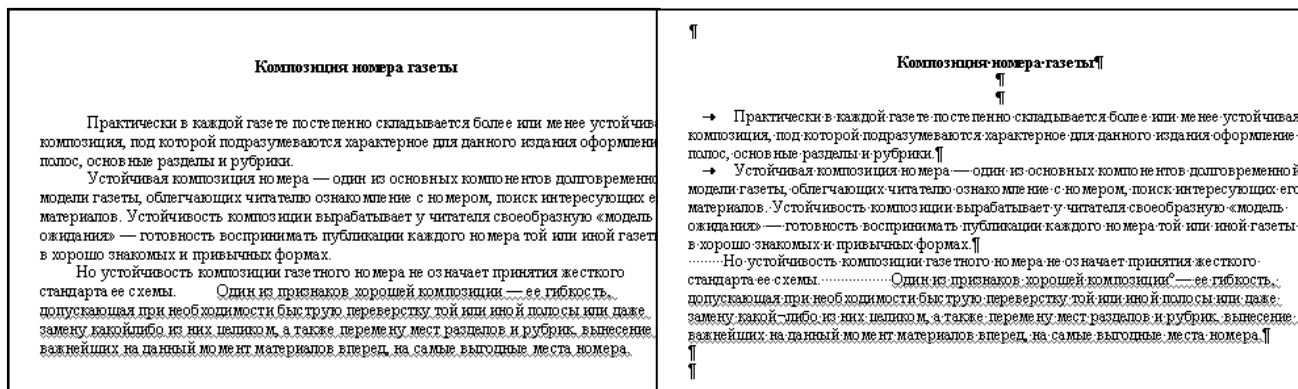 Композиция номера газеты
Практически в каждой газете постепенно складывается более или менее устойчив
композиция, под которой подразумеваются характерное для данного издания оформлени
полос, основные разделы и рубрики.
Устойчивая композиция номера — один из основных компонентов долговременно
модели газеты, облегчающих читателю ознакомление с номером, поиск интересующих е
материалов. Устойчивость композиции вырабатывает у читателя своеобразную «модель
ожидания» — готовность воспринимать публикации каждого номера той или иной газет
в хорошо знакомых и привычных формах.
Но устойчивость композиции газетного номера не означает принятия жесткого
стандарта ее схемы. Один из признаков хорошей композиции — ее гибкость,
допускающая при необходимости быструю переверстку той или иной полосы или даже
замену какойлибо из них целиком, а также перемену мест разделов и рубрик, вынесение
важнейших на данный момент материалов вперед, на самые выгодные места номера.
¶
Композиция·номера·газеты¶
¶
¶
→ Практически·в·каждой·газете·постепенно·складывается·более·или·менее·устойчивая
композиция,·под·которой·подразумеваются·характерное·для·данного·издания·оформление·
полос,·основные·разделы·и·рубрики.¶
→ Устойчивая·композиция·номера·—·один·из·основных·компонентов·долговременной
модели·газеты,·облегчающих·читателю·ознакомление·с·номером,·поиск·интересующих·его
материалов.·Устойчивость·композиции·вырабатывает·у·читателя·своеобразную·«модель·
ожидания»·—·готовность·воспринимать·публикации·каждого·номера·той·или·иной·газеты·
в·хорошо·знакомых·и·привычных·формах.¶
········Но·устойчивость·композиции·газетного·номера·не·означает·принятия·жесткого·
стандарта·ее·схемы.···············Один·из·признаков·хорошей·композиции°—·ее·гибкость,·
допускающая·при·необходимости·быструю·переверстку·той·или·иной·полосы·или·даже·
замену·какой¬либо·из·них·целиком,·а·также·перемену·мест·разделов·и·рубрик,·вынесение·
важнейших·на·данный·момент·материалов·вперед,·на·самые·выгодные·места·номера.¶
¶
¶